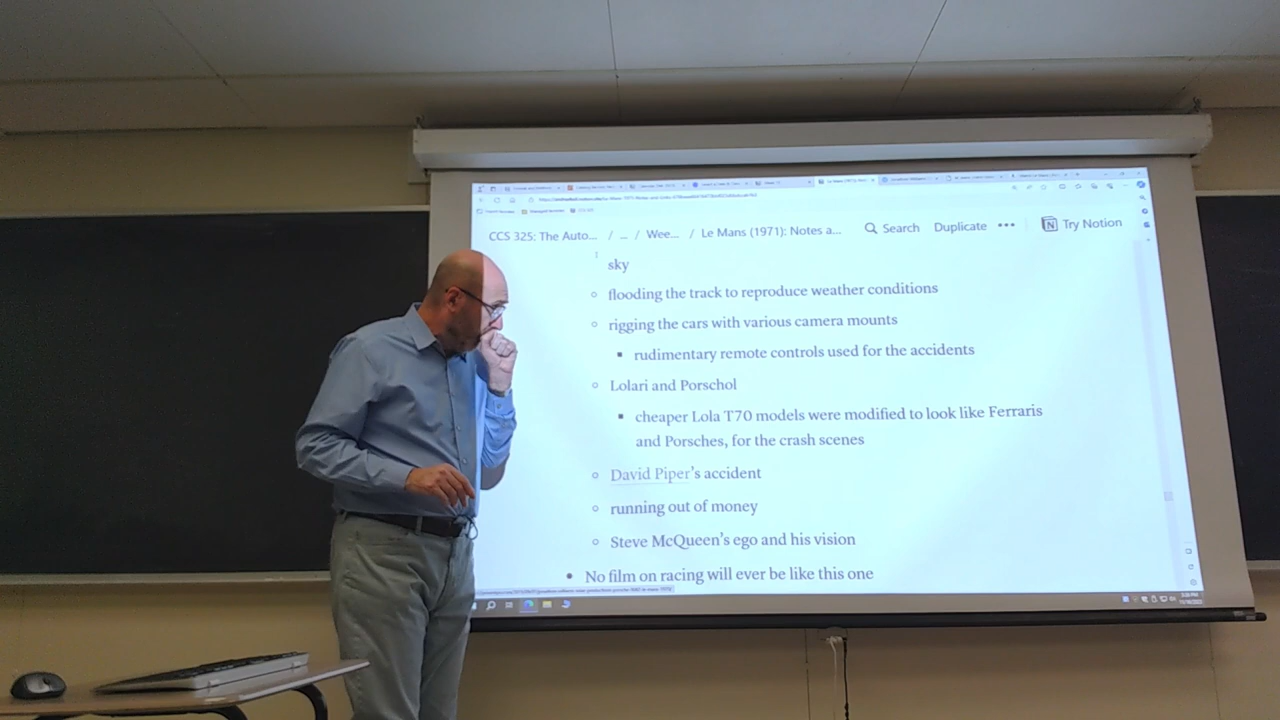 CCS 325: The Auto... / ... / Wee... / Le Mans (1971): Notes a... Search Duplicate ••• Try Notion
sky
flooding the track to reproduce weather conditions
rigging the cars with various camera mounts
rudimentary remote controls used for the accidents
Lolari and Porschol
cheaper Lola T70 models were modified to look like Ferraris
and Porsches, for the crash scenes
David Piper's accident
running out of money
Steve McQueen's ego and his vision
No film on racing will ever be like this one